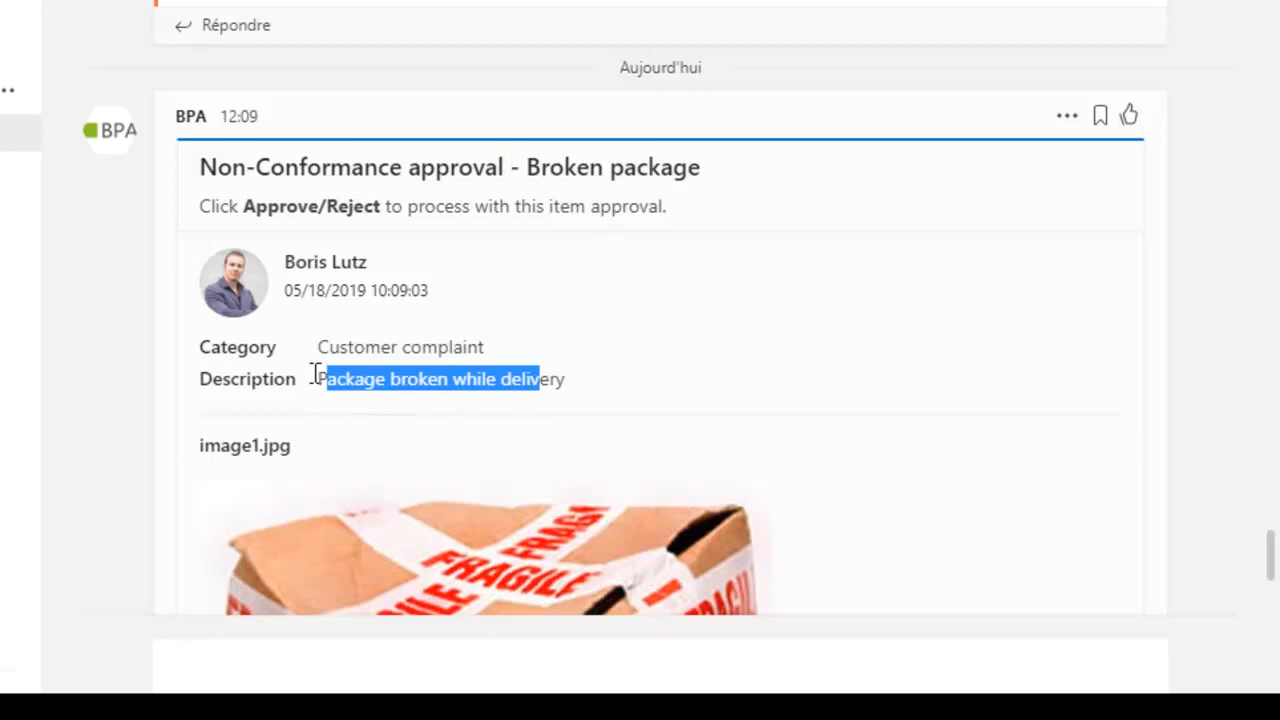 Répondre
Aujourd'hui
BPA
BPA 12:09
Non-Conformance approval - Broken package
Click Approve/Reject to process with this item approval.
Boris Lutz
05/18/2019 10:09:03
Category Customer complaint
Description Package broken while delivery
image1.jpg
FRAGI
FRAGILE
FRAGIL